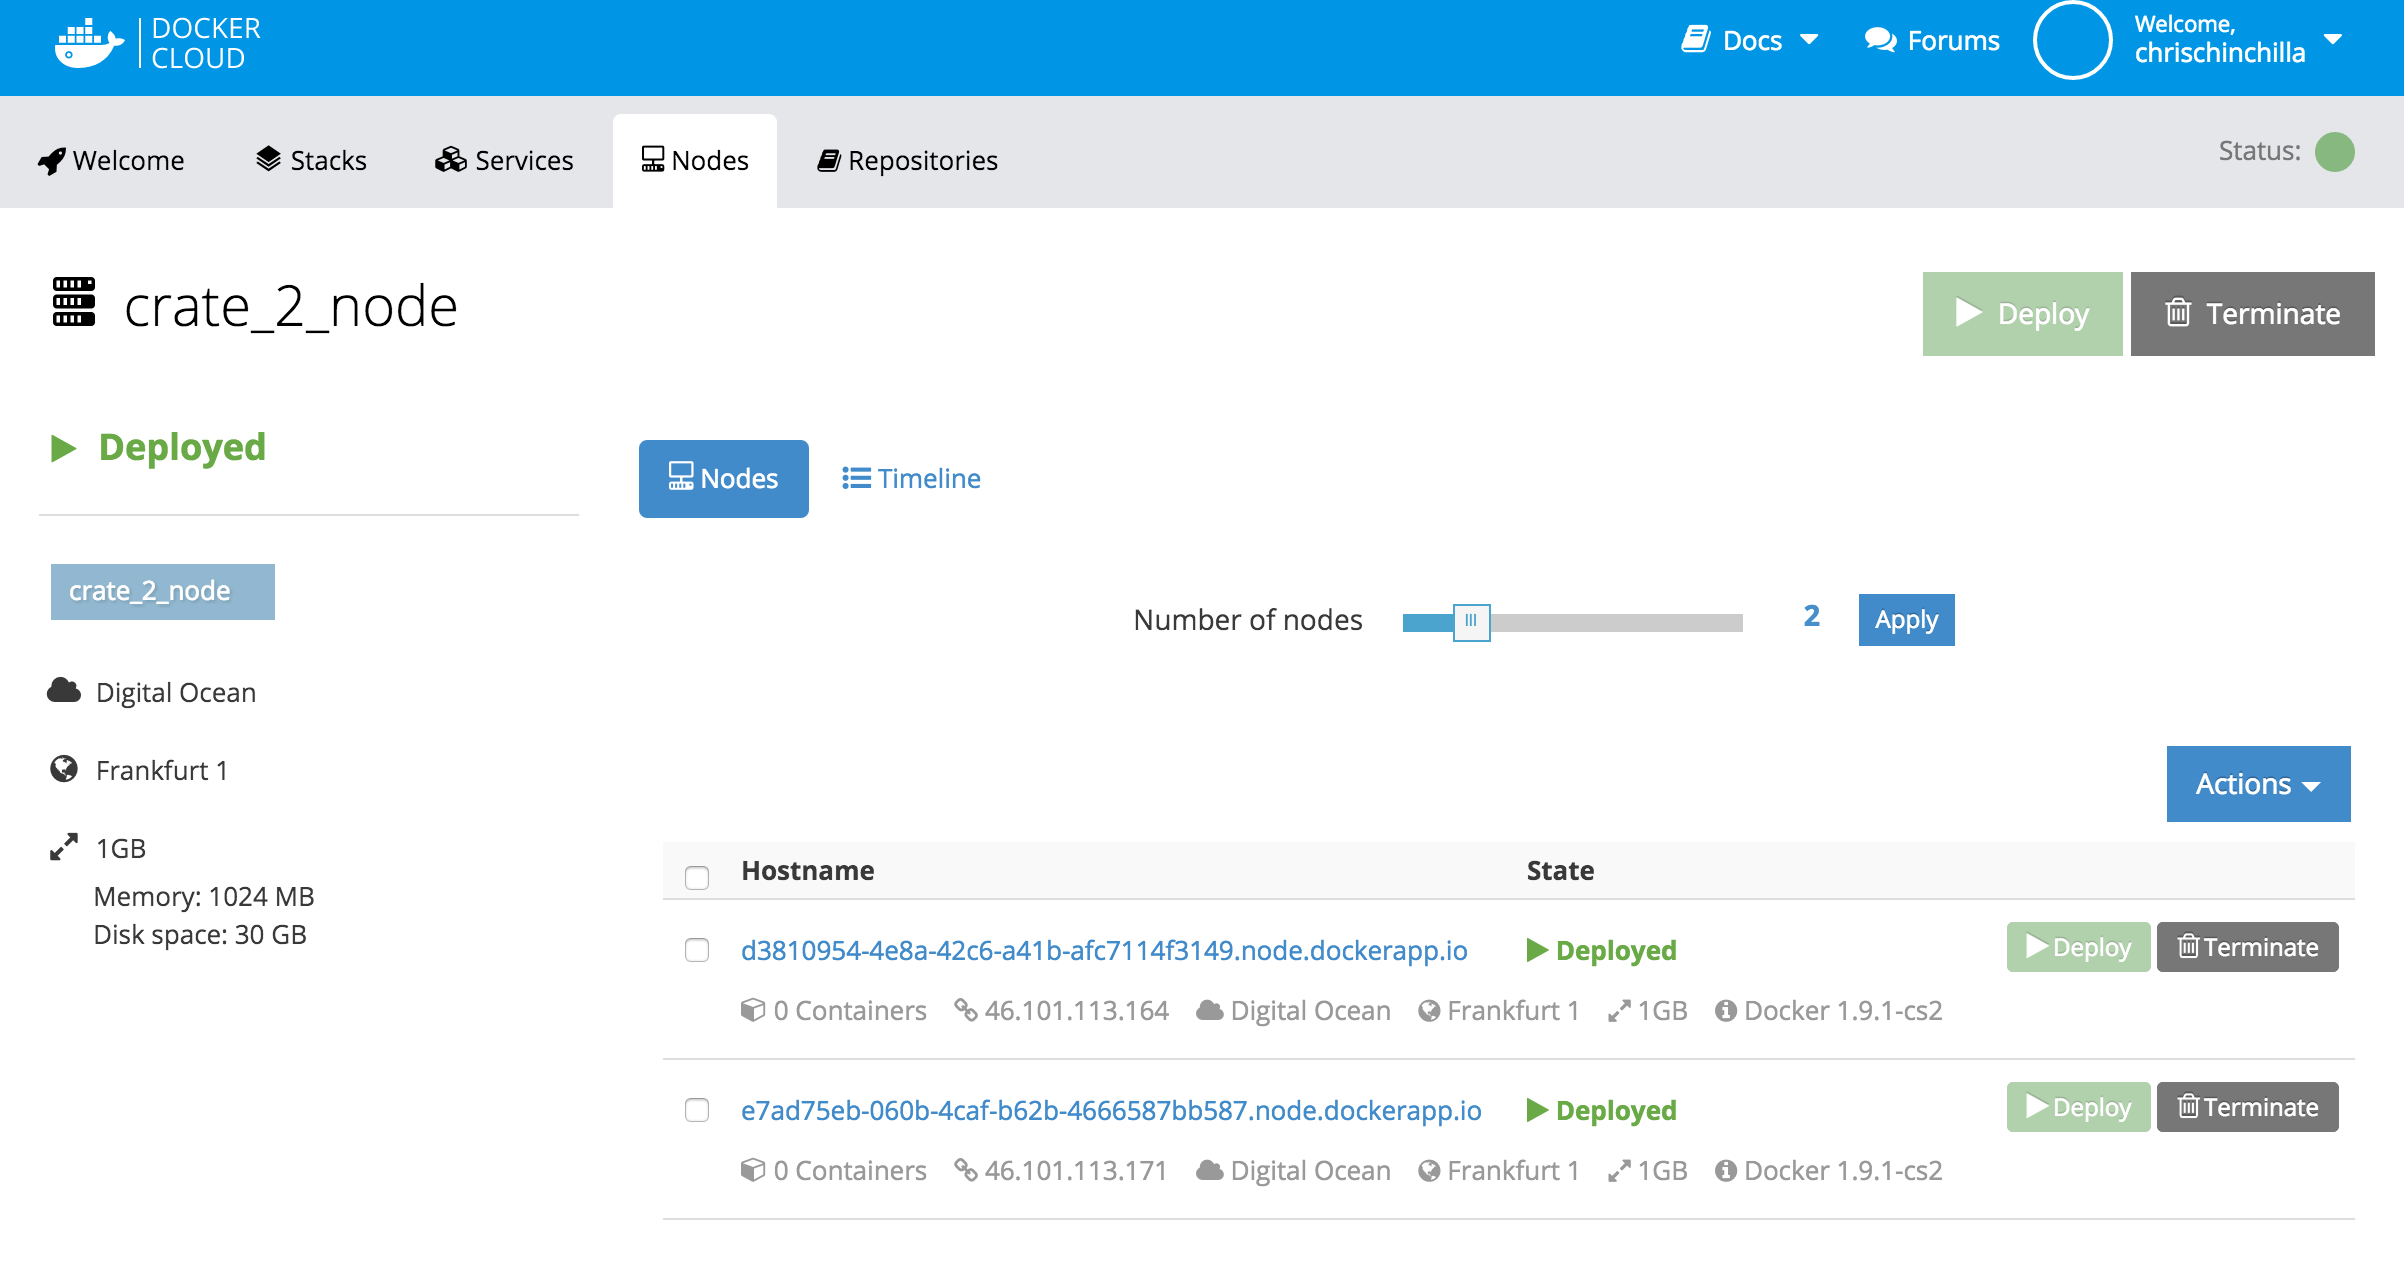 DOCKER
CLOUD
Docs
Forums
Welcome,
chrischinchilla
Welcome
Stacks
Services
Nodes
Repositories
Status:
crate_2_node
Deploy
Terminate
Deployed
Nodes
Timeline
crate_2_node
Number of nodes
2
Apply
Digital Ocean
Frankfurt 1
1GB
Memory: 1024 MB
Disk space: 30 GB
Actions
Hostname State
d3810954-4e8a-42c6-a41b-afc7114f3149.node.dockerapp.io Deployed Deploy Terminate
0 Containers 46.101.113.164 Digital Ocean Frankfurt 1 1GB Docker 1.9.1-cs2
e7ad75eb-060b-4caf-b62b-4666587bb587.node.dockerapp.io Deployed Deploy Terminate
0 Containers 46.101.113.171 Digital Ocean Frankfurt 1 1GB Docker 1.9.1-cs2